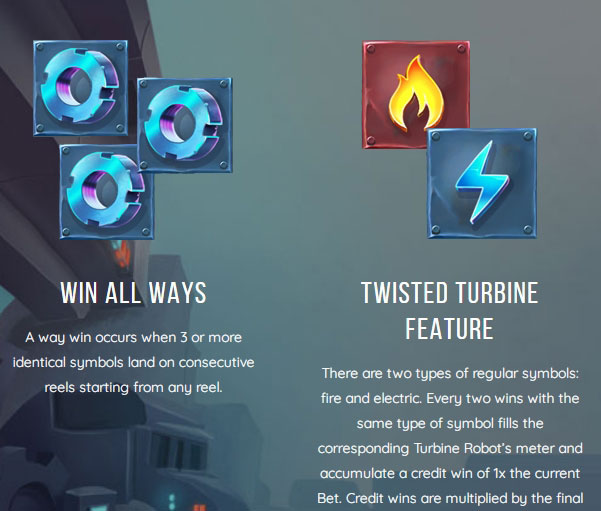 WIN ALL WAYS
A way win occurs when 3 or more
identical symbols land on consecutive
reels starting from any reel.
TWISTED TURBINE
FEATURE
There are two types of regular symbols:
fire and electric. Every two wins with the
same type of symbol fills the
corresponding Turbine Robot's meter and
accumulate a credit win of 1x the current
Bet. Credit wins are multiplied by the final